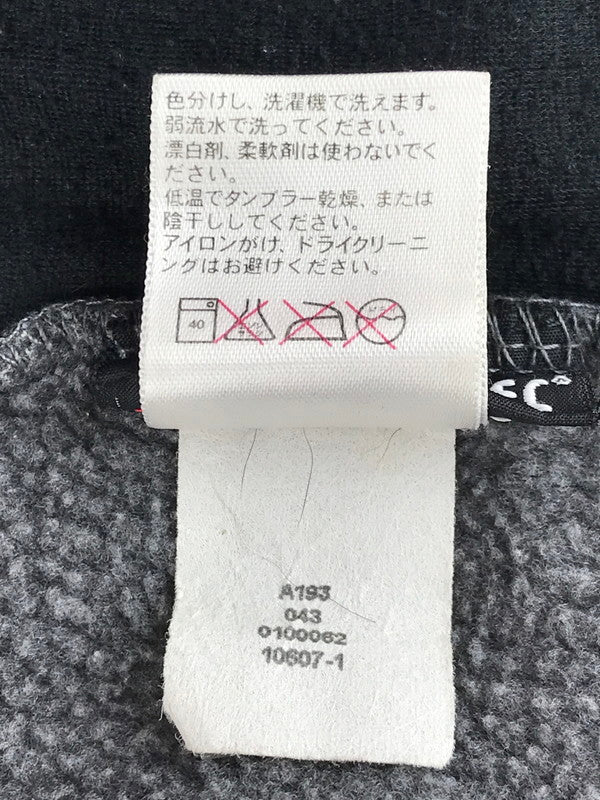 色分けし、洗濯機で洗えます。
弱流水で洗ってください。
漂白剤、柔軟剤は使わないでく
ださい。
低温でタンブラー乾燥、または
陰干ししてください。
アイロンがけ、ドライクリーニ
ングはお避けください。
40
A193
043
0100062
10607-1